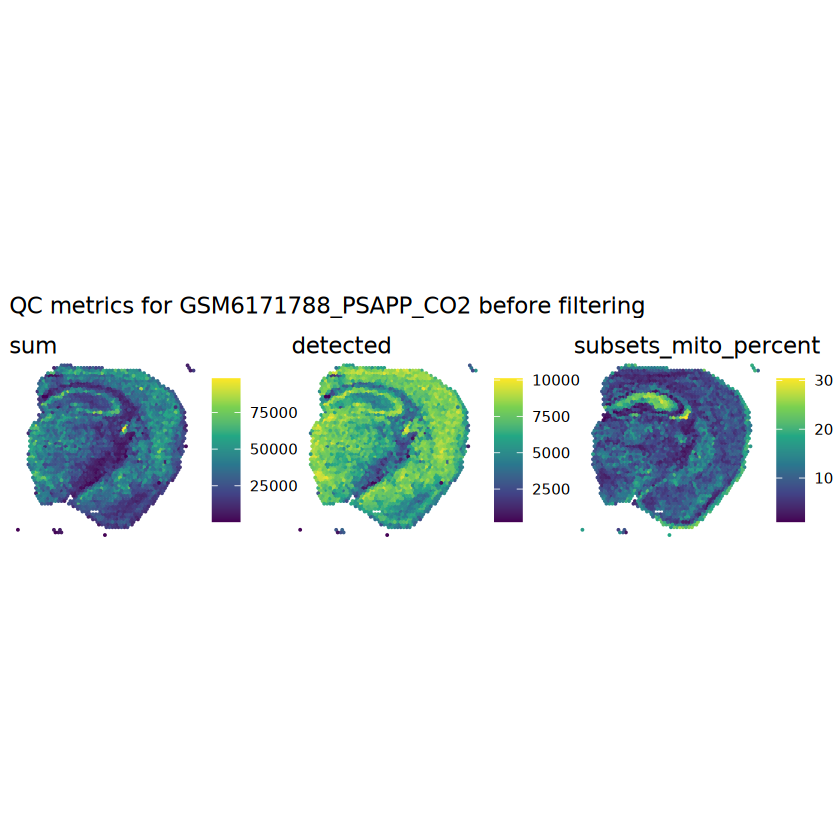 QC metrics for GSM6171788_PSAPP_CO2 before filtering
sum
detected
subsets_mito_percent
75000
50000
25000
10000
7500
5000
2500
30
20
10